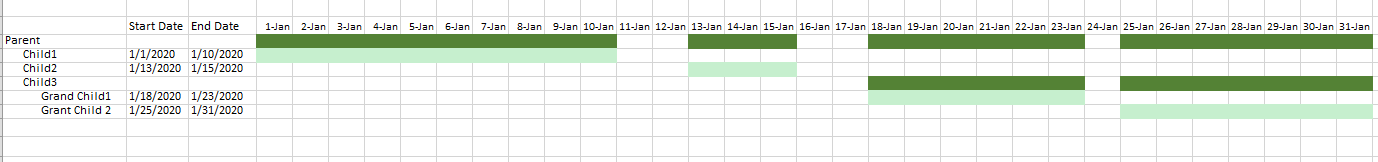 Start Date End Date 1-Jan 2-Jan 3-Jan 4-Jan 5-Jan 6-Jan 7-Jan 8-Jan 9-Jan 10-Jan 11-Jan 12-Jan 13-Jan 14-Jan 15-Jan 16-Jan 17-Jan 18-Jan 19-Jan 20-Jan 21-Jan 22-Jan 23-Jan 24-Jan 25-Jan 26-Jan 27-Jan 28-Jan 29-Jan 30-Jan 31-Jan
Parent
Child1 1/1/2020 1/10/2020
Child2 1/13/2020 1/15/2020
Child3
Grand Child1 1/18/2020 1/23/2020
Grant Child 2 1/25/2020 1/31/2020